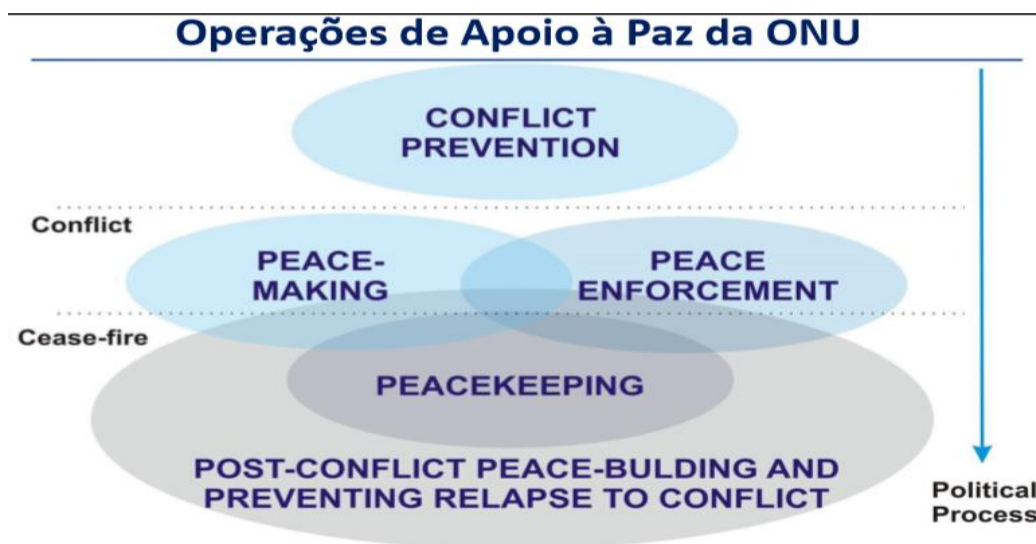 Operações de Apoio à Paz da ONU
CONFLICT
PREVENTION
Conflict
PEACE-
MAKING
PEACE
ENFORCEMENT
Cease-fire
PEACEKEEPING
POST-CONFLICT PEACE-BULDING AND
PREVENTING RELAPSE TO CONFLICT
Political
Process